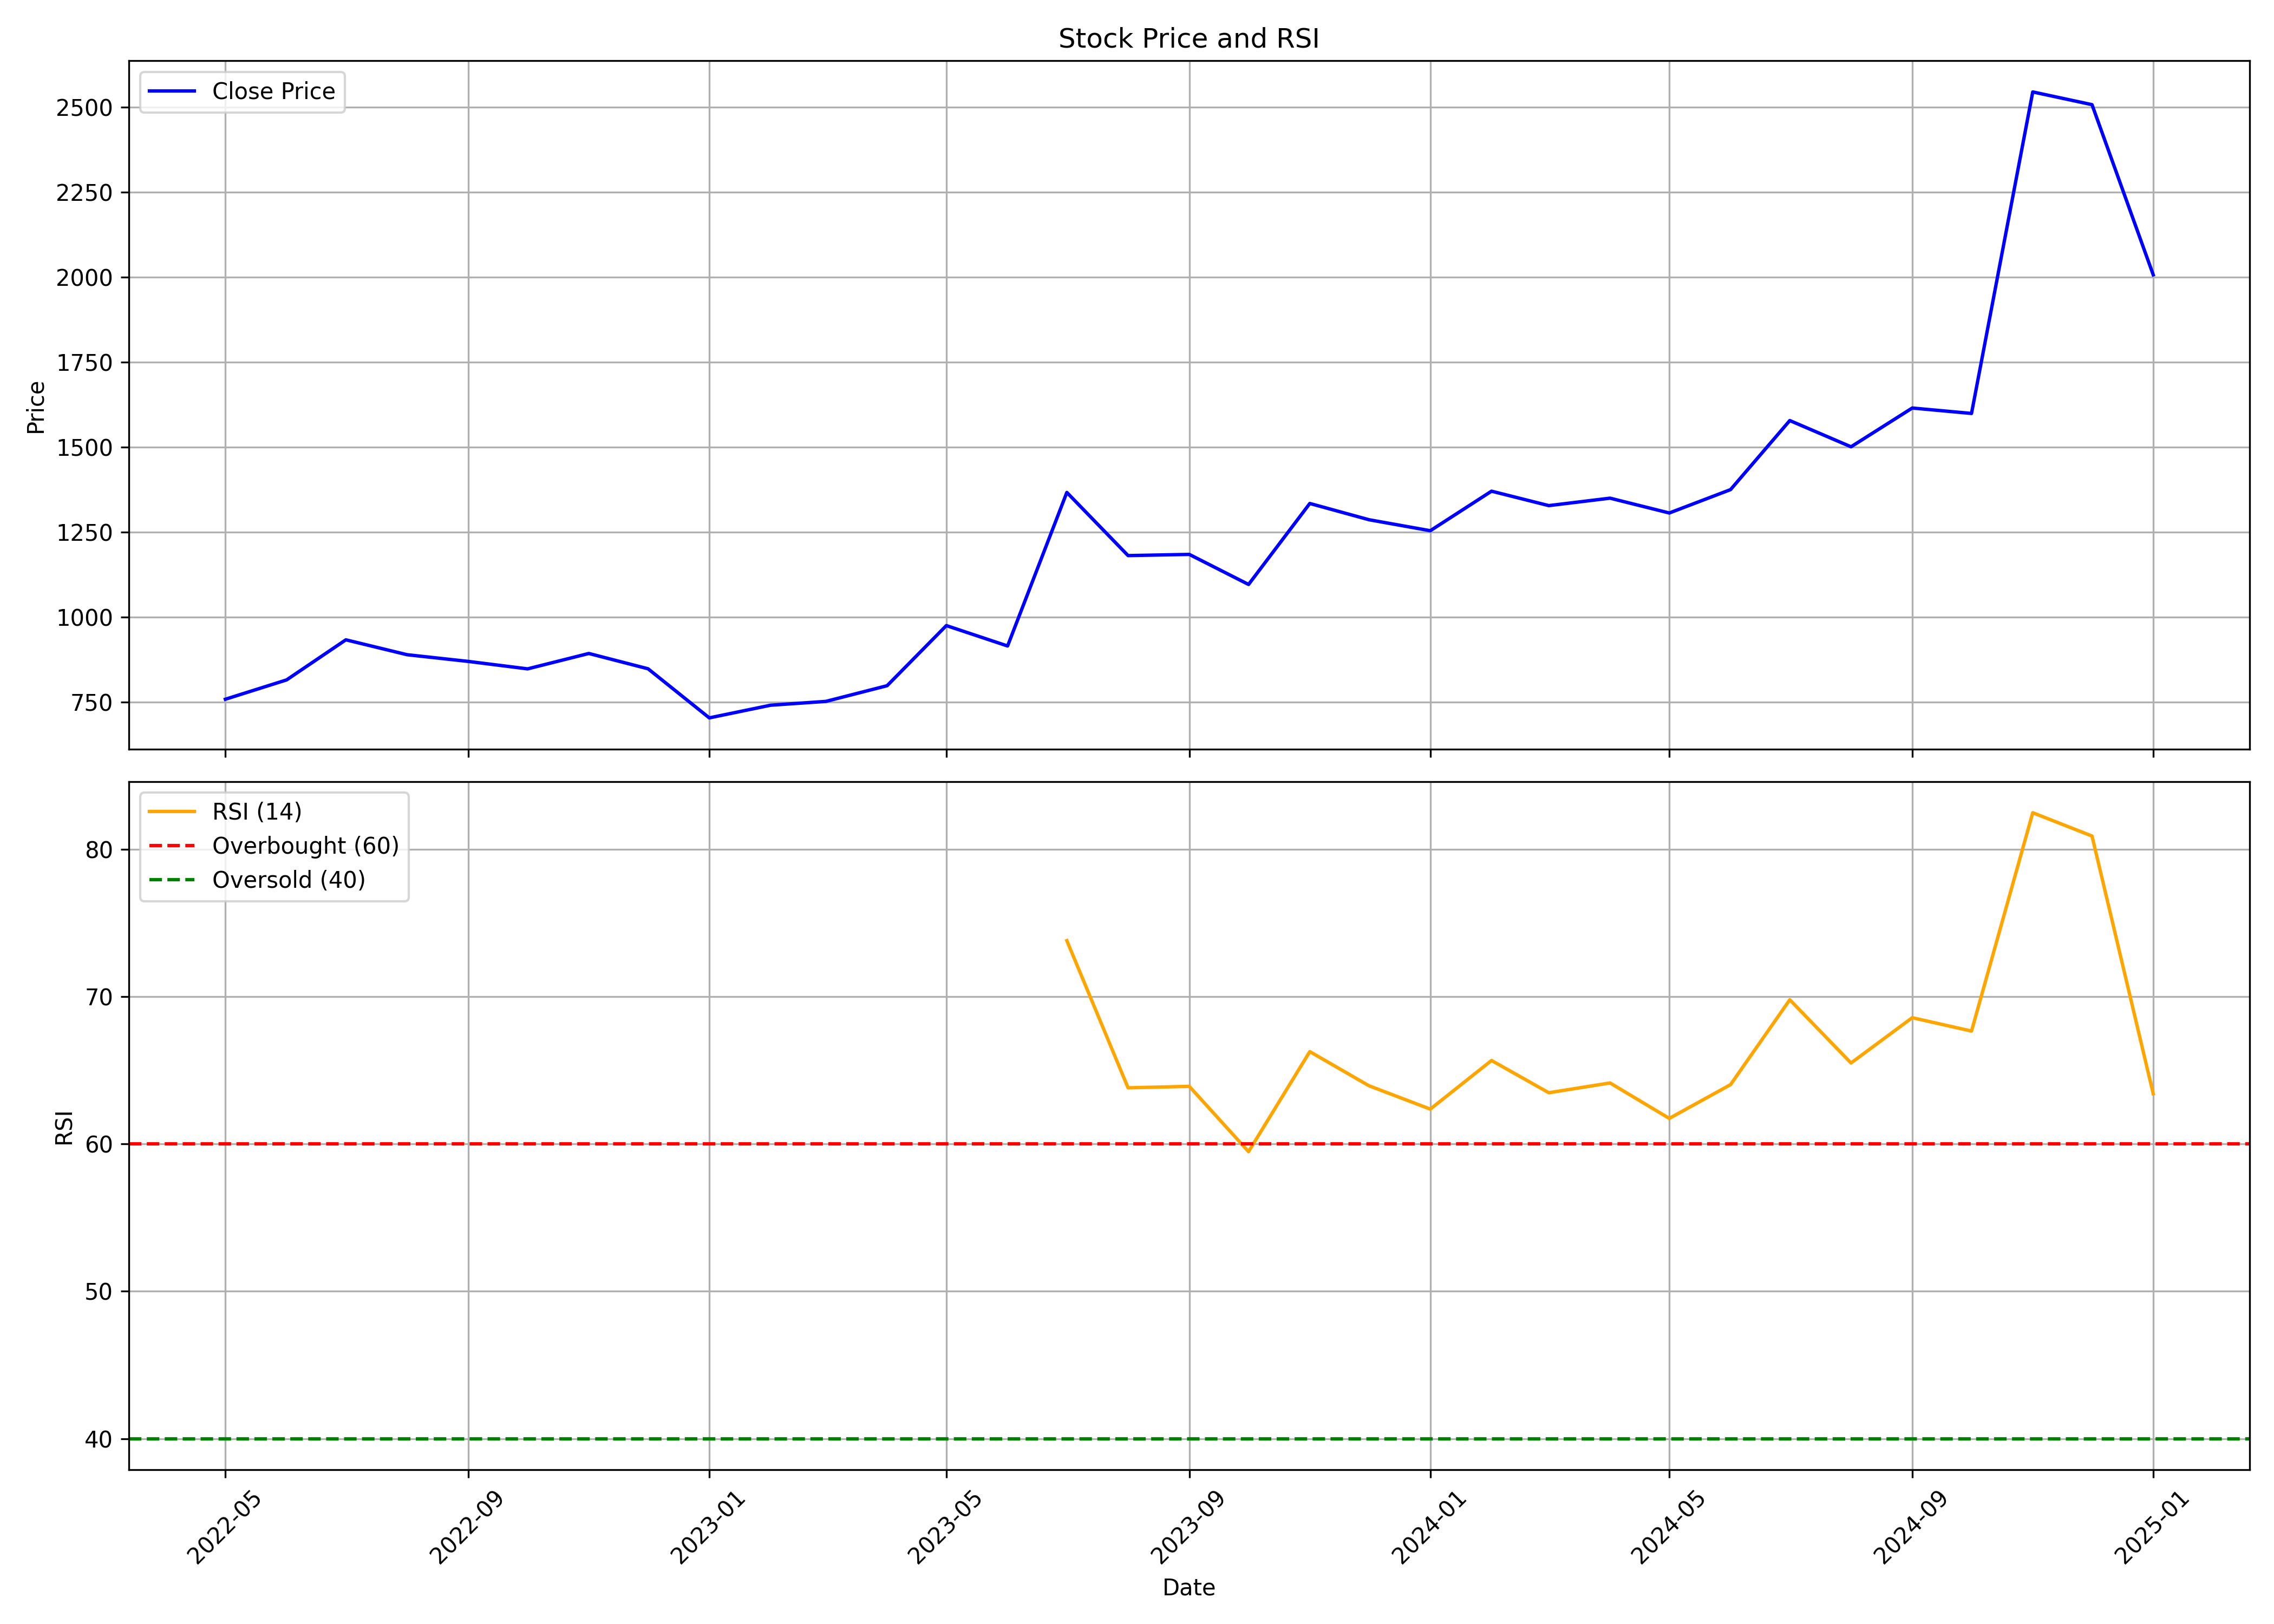 Stock Price and RSI
Close Price
2500
2250
2000
1750
1500
1250
1000
750
Price
RSI (14)
Overbought (60)
Oversold (40)
80
70
60
50
40
RSI
2022-05
2022-09
2023-01
2023-05
2023-09
2024-01
2024-05
2024-09
2025-01
Date